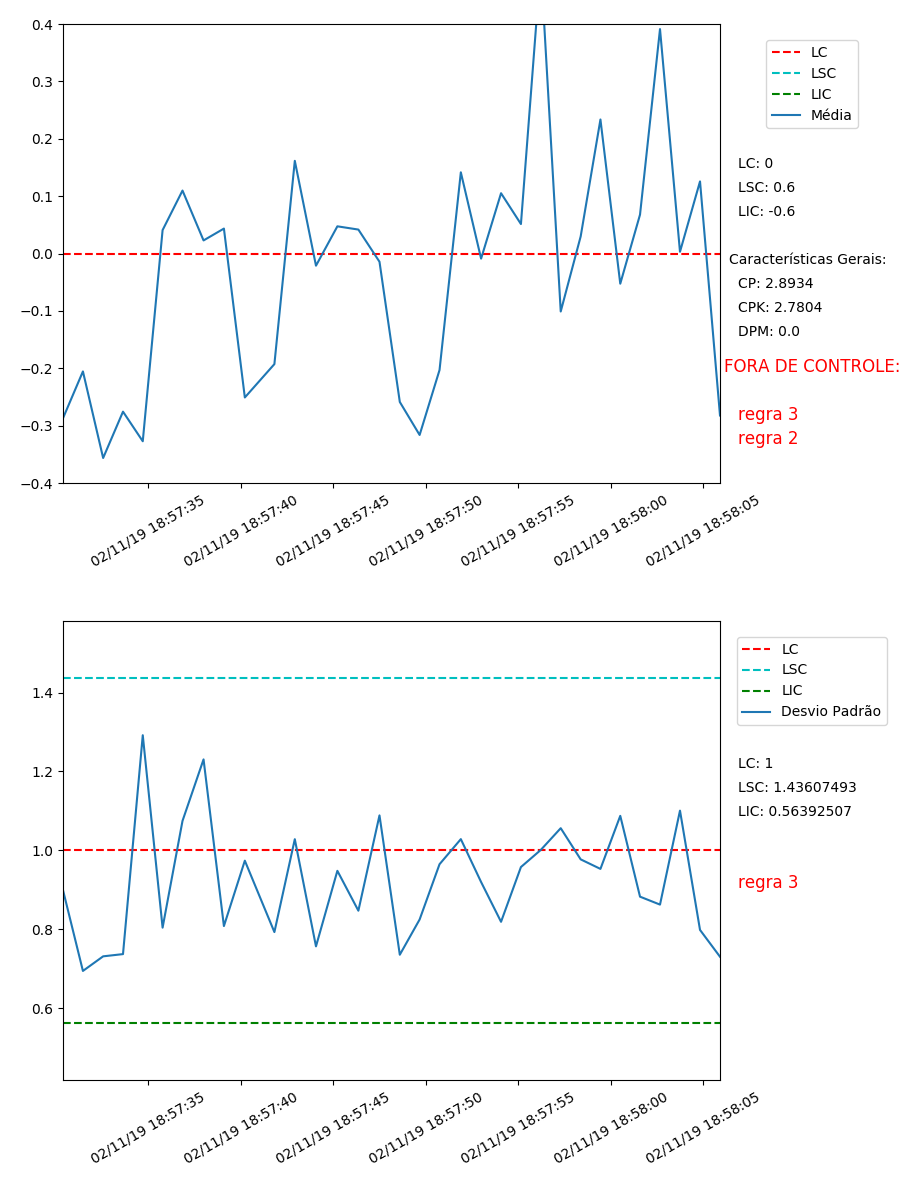 0.4
0.3
0.2
0.1
0.0
−0.1
−0.2
−0.3
−0.4
02/11/19 18:57:35
02/11/19 18:57:40
02/11/19 18:57:45
02/11/19 18:57:50
02/11/19 18:57:55
02/11/19 18:58:00
02/11/19 18:58:05
LC
LSC
LIC
Média
LC: 0
LSC: 0.6
LIC: -0.6
Características Gerais:
CP: 2.8934
CPK: 2.7804
DPM: 0.0
FORA DE CONTROLE:
regra 3
regra 2
1.4
1.2
1.0
0.8
0.6
02/11/19 18:57:35
02/11/19 18:57:40
02/11/19 18:57:45
02/11/19 18:57:50
02/11/19 18:57:55
02/11/19 18:58:00
02/11/19 18:58:05
LC
LSC
LIC
Desvio Padrão
LC: 1
LSC: 1.43607493
LIC: 0.56392507
regra 3